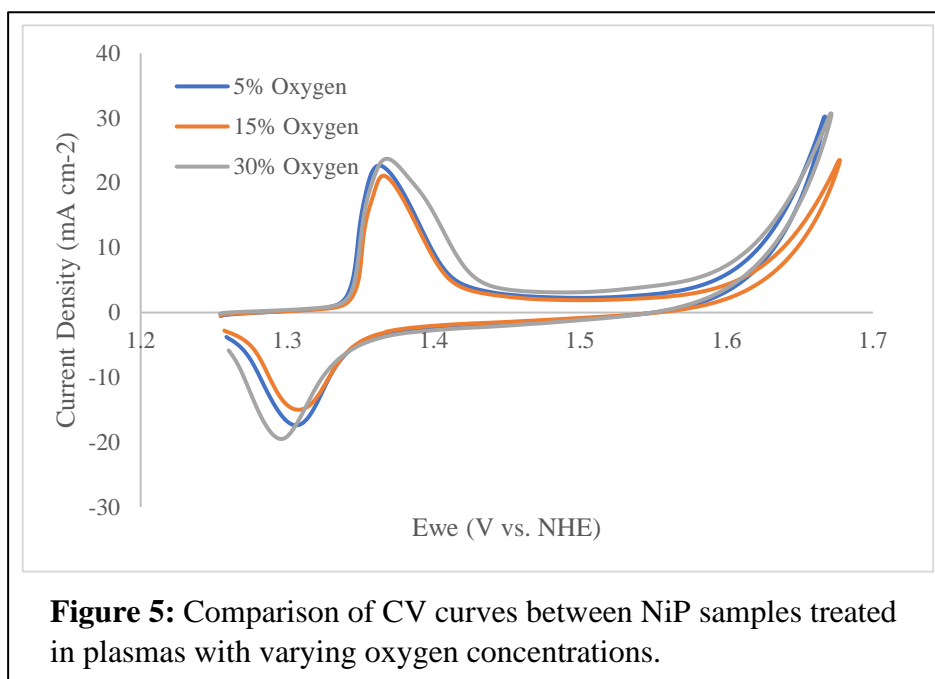 40
30
20
10
0
-10
-20
-30
1.2
1.3
1.4
1.5
1.6
1.7
5% Oxygen
15% Oxygen
30% Oxygen
Current Density (mA cm-2)
Ewe (V vs. NHE)
Figure 5: Comparison of CV curves between NiP samples treated
in plasmas with varying oxygen concentrations.